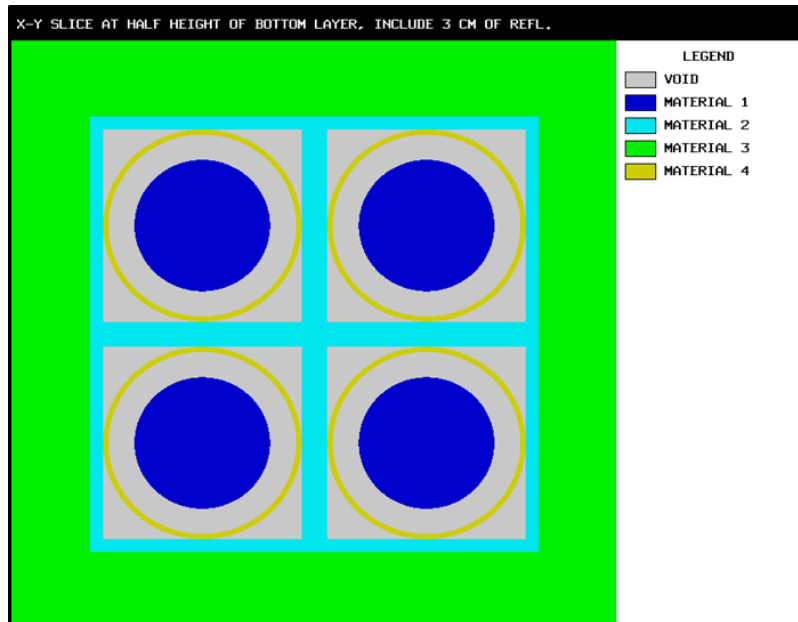 X-Y SLICE AT HALF HEIGHT OF BOTTOM LAYER, INCLUDE 3 CM OF REFL.
LEGEND
VOID
MATERIAL 1
MATERIAL 2
MATERIAL 3
MATERIAL 4